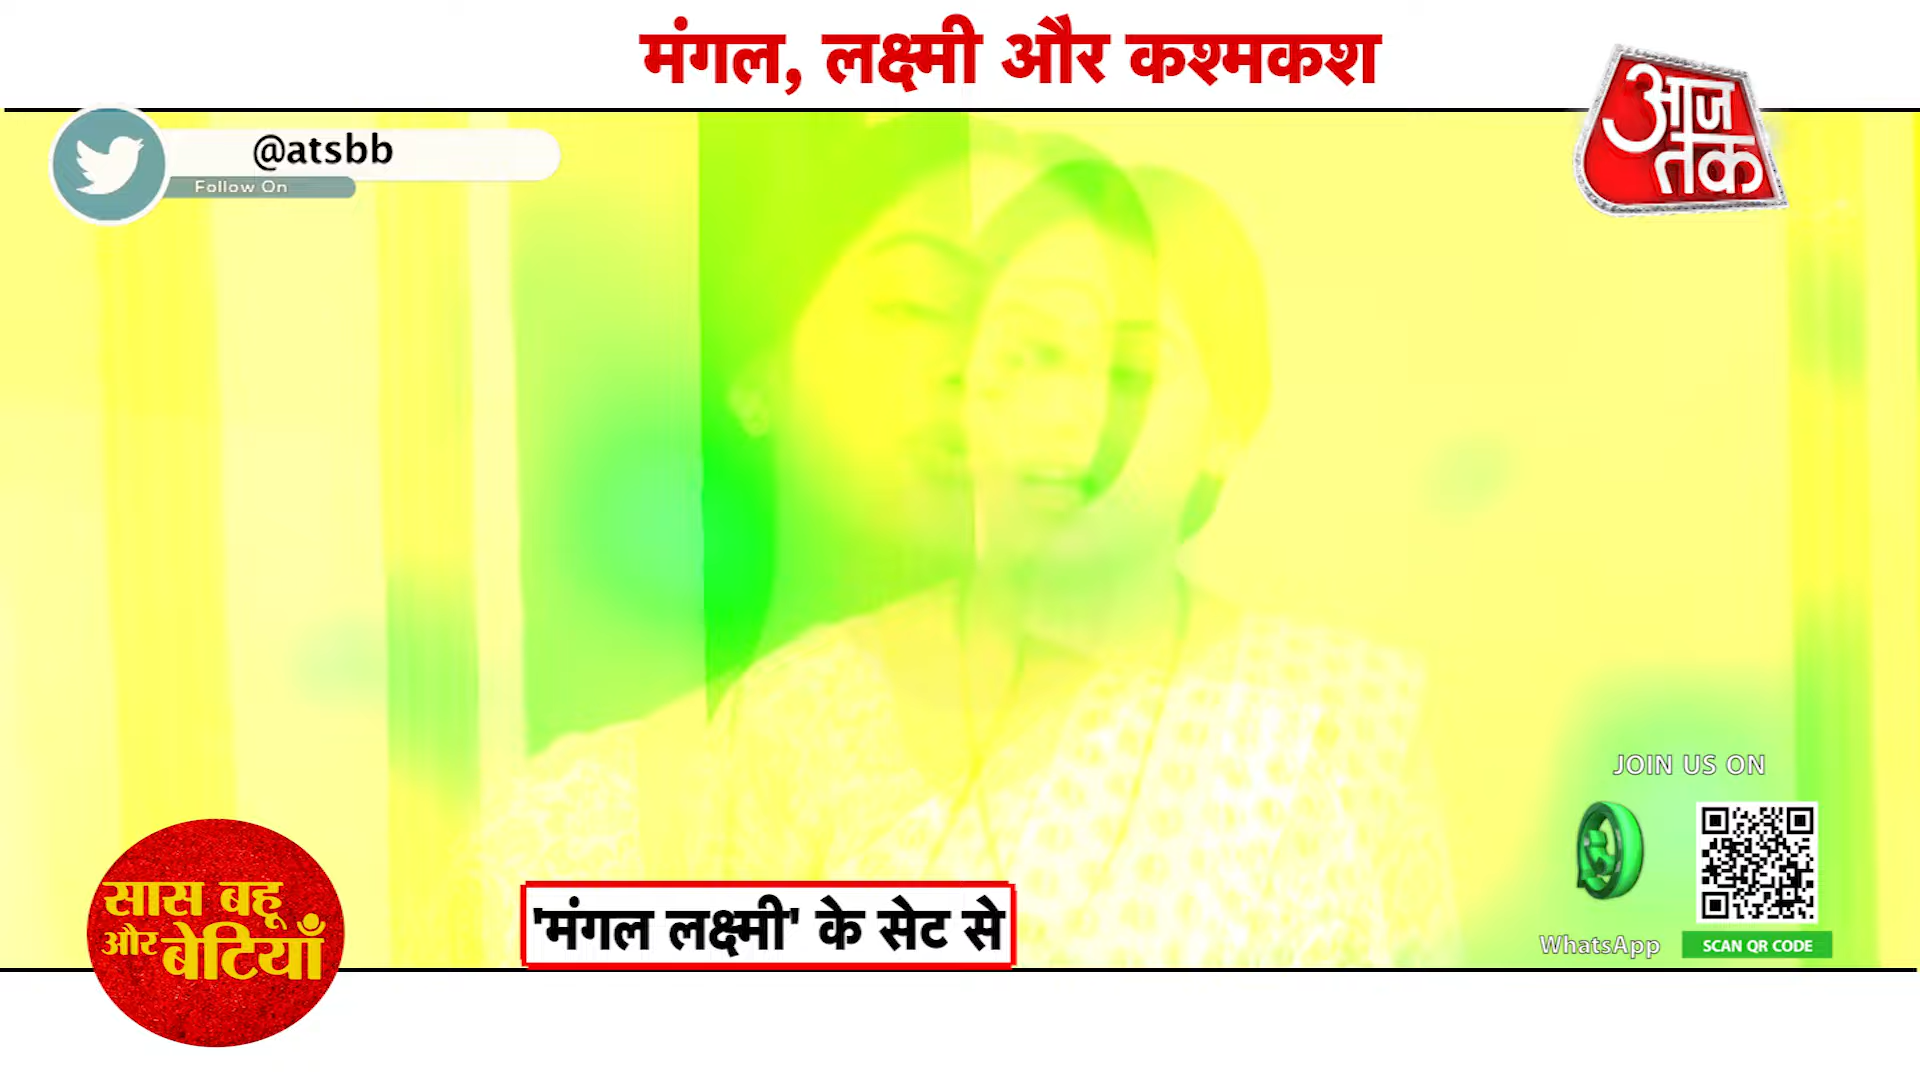 मंगल, लक्ष्मी और कश्मकश
@atsbb
Follow On
आज
तक
JOIN US ON
WhatsApp
SCAN QR CODE
'मंगल लक्ष्मी' के सेट से
सास बहू
और बेटियाँ